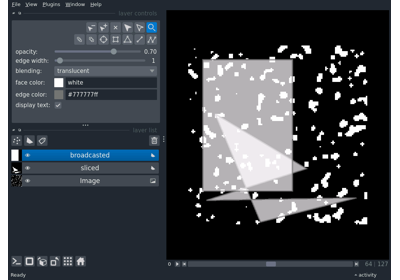 File View Plugins Window Help
layer controls
opacity: 0.70
edge width: 1
blending: translucent
face color: white
edge color: #777777ff
display text:
layer list
broadcasted
sliced
Image
64 127
Ready activity